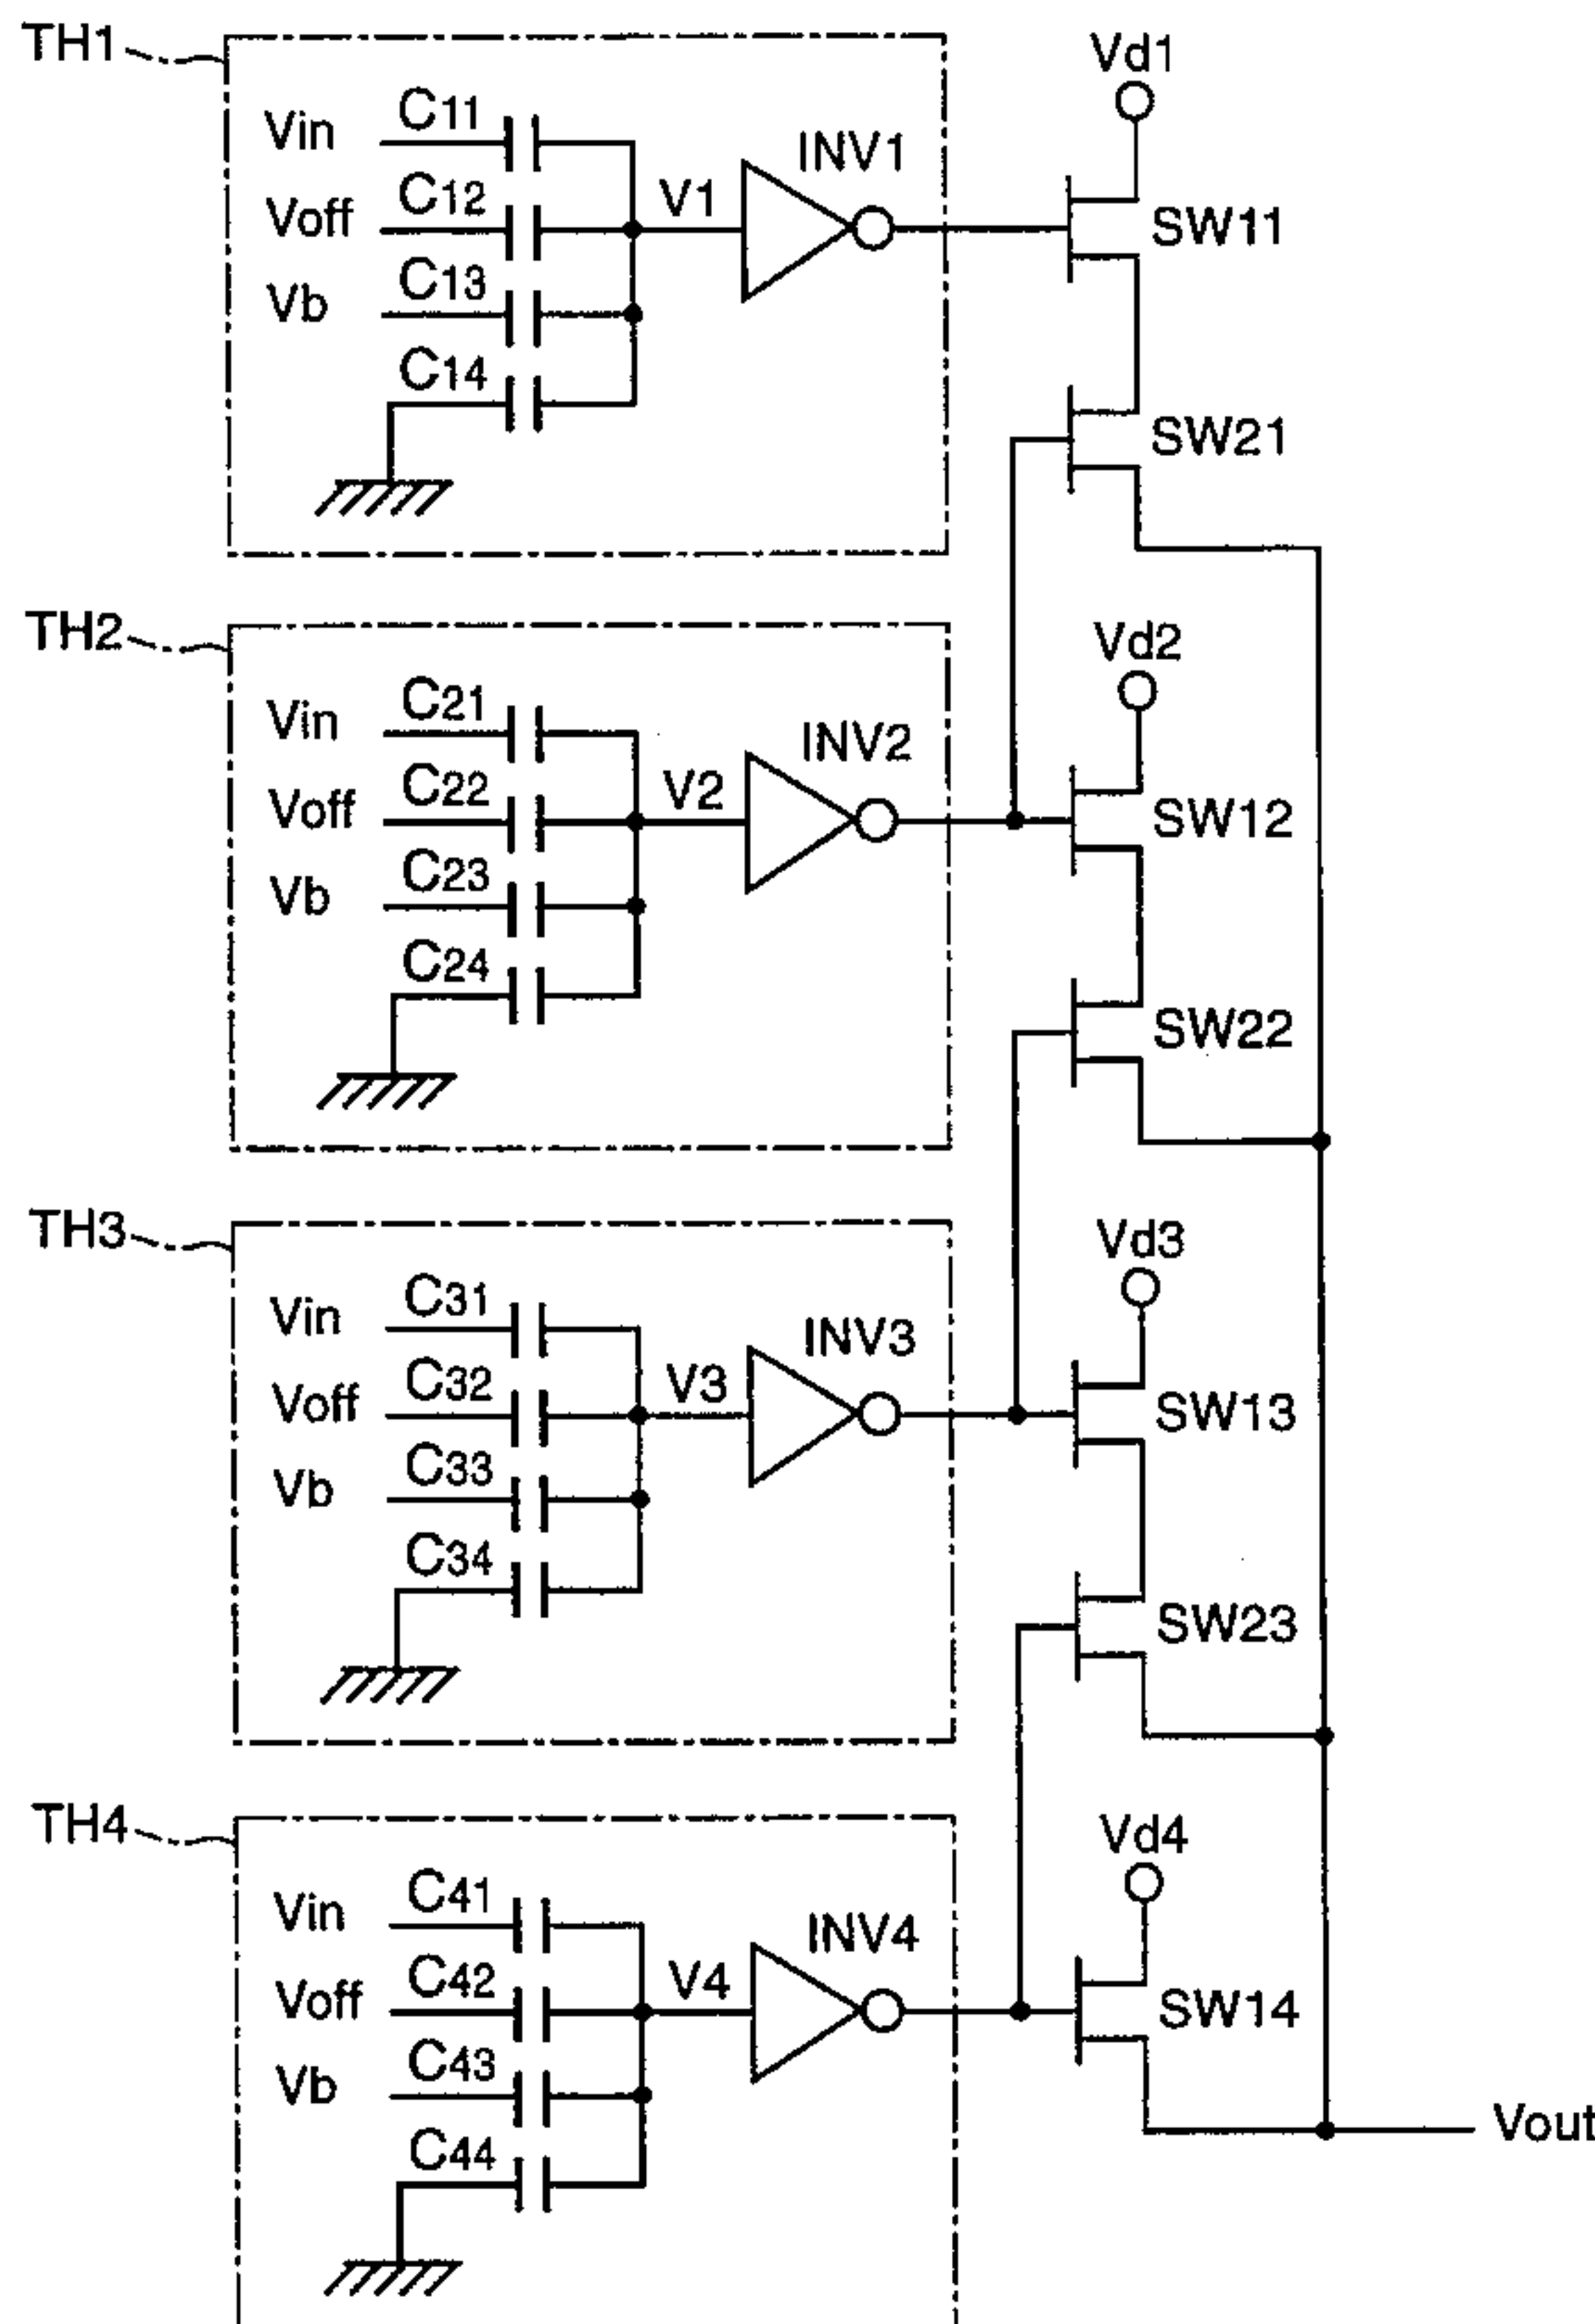 TH1
Vd1
Vin
C11
INV1
Voff
C12
V1
SW11
Vb
C13
C14
SW21
TH2
Vd2
Vin
C21
INV2
Voff
C22
V2
SW12
Vb
C23
C24
SW22
TH3
Vd3
Vin
C31
INV3
Voff
C32
V3
SW13
Vb
C33
C34
SW23
TH4
Vd4
Vin
C41
INV4
Voff
C42
V4
SW14
Vb
C43
Vout
C44